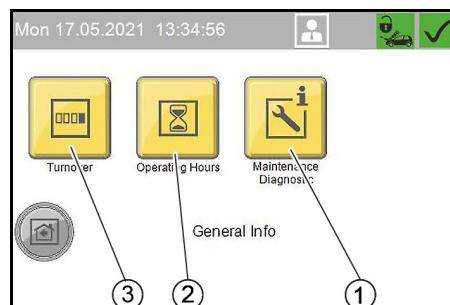 Mon 17.05.2021 13:34:56
Turnover
Operating Hours
Maintenance
Diagnostic
General Info
3
2
1